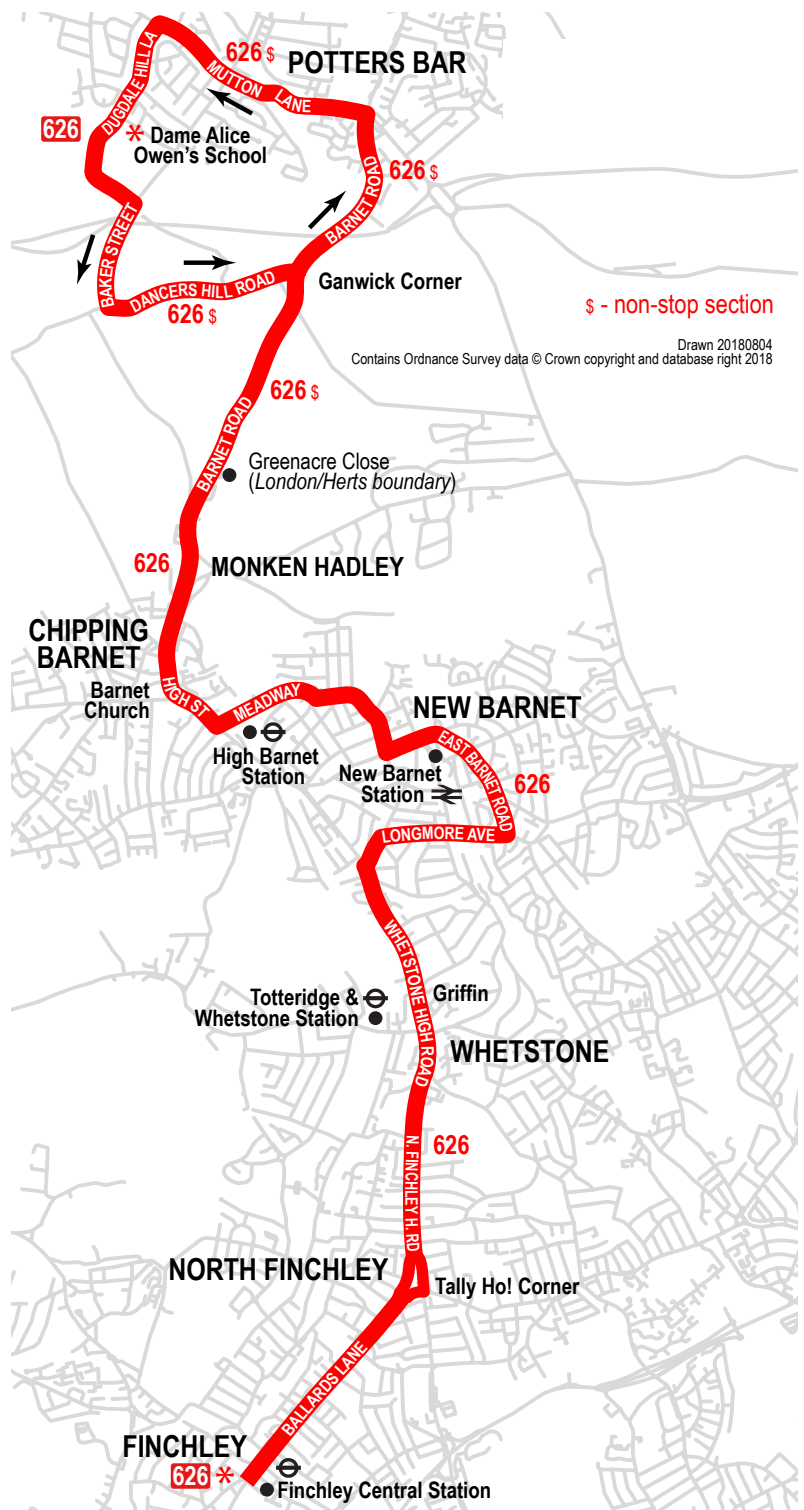 626 $
POTTERS BAR
DUGDALE HILL LA
MUTTON LANE
626
* Dame Alice
Owen's School
626 $
BARNET ROAD
BAKER STREET
DANCERS HILL ROAD
Ganwick Corner
626 $
$ - non-stop section
Drawn 20180804
Contains Ordnance Survey data © Crown copyright and database right 2018
626 $
BARNET ROAD
Greenacre Close
(London/Herts boundary)
626
MONKEN HADLEY
CHIPPING
BARNET
Barnet
Church
HIGH ST
MEADWAY
NEW BARNET
High Barnet
Station
New Barnet
Station
EAST BARNET ROAD
626
LONGMORE AVE
WHETSTONE HIGH ROAD
Totteridge &
Whetstone Station
Griffin
WHETSTONE
626
N. FINCHLEY H. RD
NORTH FINCHLEY
Tally Ho! Corner
BALLARDS LANE
FINCHLEY
626 *
Finchley Central Station